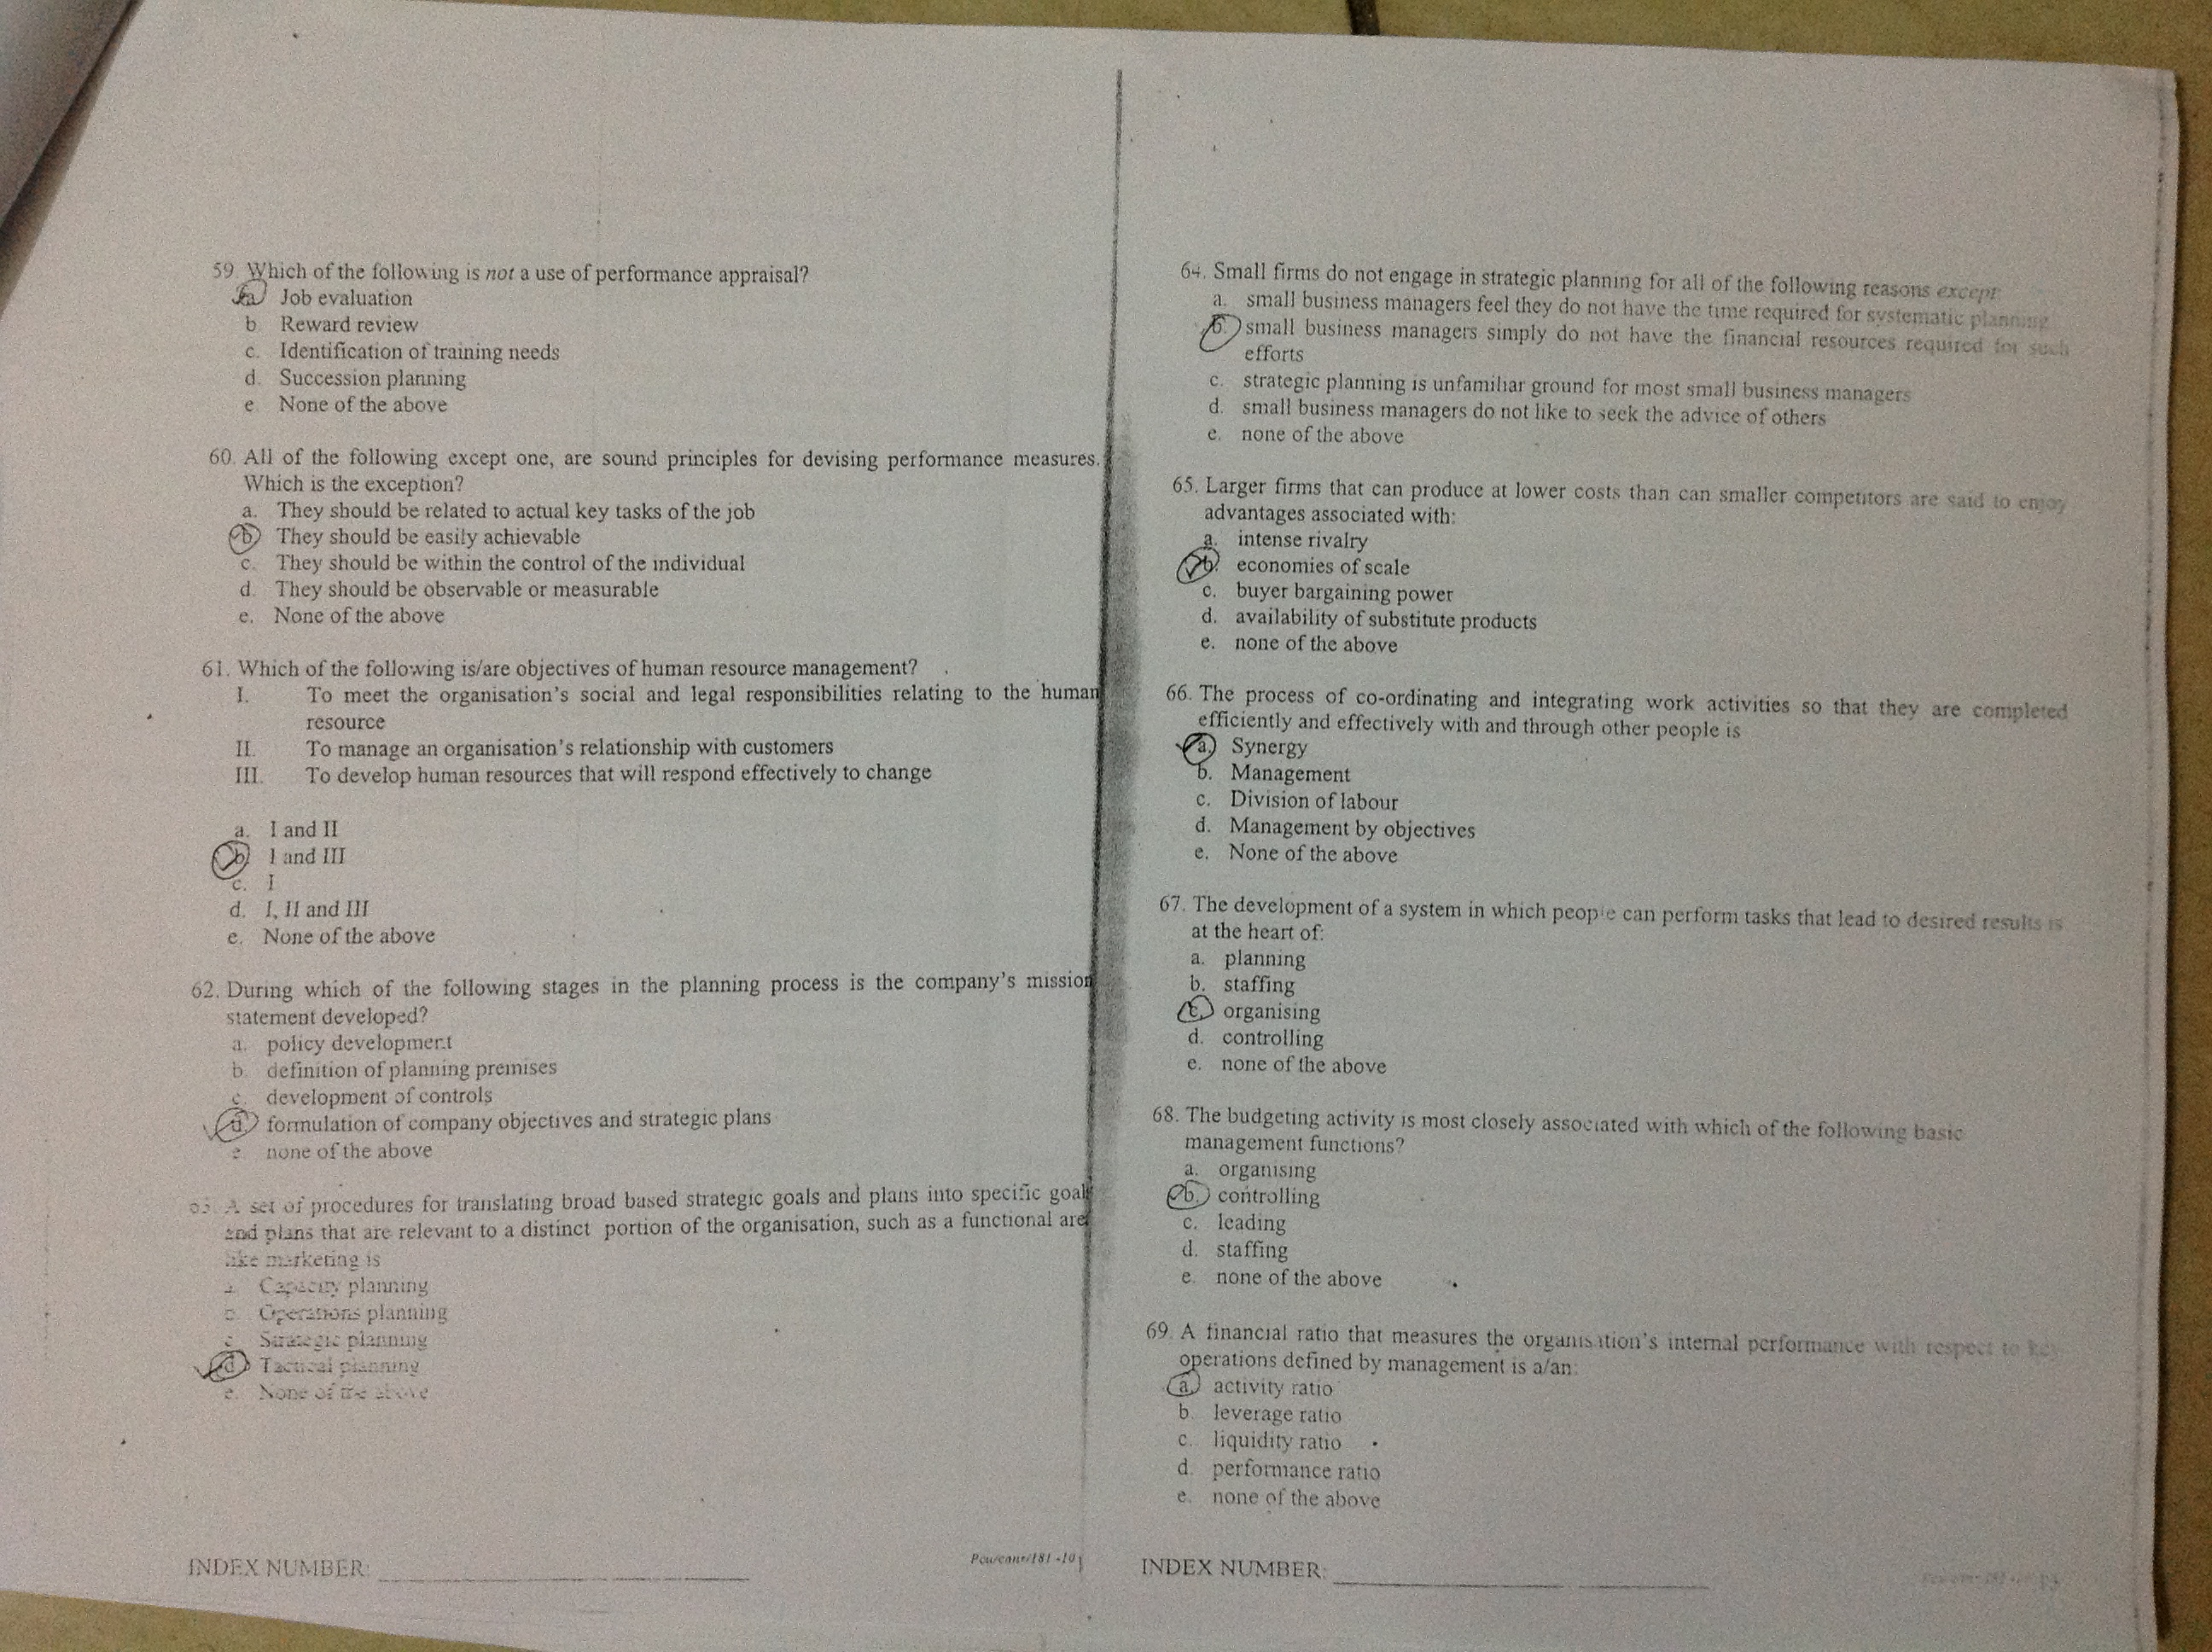 59. Which of the following is not a use of performance appraisal?
a. Job evaluation
b. Reward review
c. Identification of training needs
d. Succession planning
e. None of the above
60. All of the following except one, are sound principles for devising performance measures.
Which is the exception?
a. They should be related to actual key tasks of the job
b. They should be easily achievable
c. They should be within the control of the individual
d. They should be observable or measurable
e. None of the above
61. Which of the following is/are objectives of human resource management?
I. To meet the organisation's social and legal responsibilities relating to the human
resource
II. To manage an organisation's relationship with customers
III. To develop human resources that will respond effectively to change
a. I and II
b. I and III
c. I
d. I, II and III
e. None of the above
62. During which of the following stages in the planning process is the company's mission
statement developed?
a. policy development
b. definition of planning premises
c. development of controls
d. formulation of company objectives and strategic plans
e. none of the above
63. A set of procedures for translating broad based strategic goals and plans into specific goal
and plans that are relevant to a distinct portion of the organisation, such as a functional are
like marketing is
a. Capacity planning
b. Operations planning
c. Strategic planning
d. Tactical planning
e. None of the above
INDEX NUMBER:
64. Small firms do not engage in strategic planning for all of the following reasons except
a. small business managers feel they do not have the time required for systematic planning
b. small business managers simply do not have the financial resources required for such
efforts
c. strategic planning is unfamiliar ground for most small business managers
d. small business managers do not like to seek the advice of others
e. none of the above
65. Larger firms that can produce at lower costs than can smaller competitors are said to enjoy
advantages associated with:
a. intense rivalry
b. economies of scale
c. buyer bargaining power
d. availability of substitute products
e. none of the above
66. The process of co-ordinating and integrating work activities so that they are completed
efficiently and effectively with and through other people is
a. Synergy
b. Management
c. Division of labour
d. Management by objectives
e. None of the above
67. The development of a system in which people can perform tasks that lead to desired results is
at the heart of:
a. planning
b. staffing
c. organising
d. controlling
e. none of the above
68. The budgeting activity is most closely associated with which of the following basic
management functions?
a. organising
b. controlling
c. leading
d. staffing
e. none of the above
69. A financial ratio that measures the organisation's internal performance with respect to key
operations defined by management is a/an:
a. activity ratio
b. leverage ratio
c. liquidity ratio
d. performance ratio
e. none of the above
INDEX NUMBER: